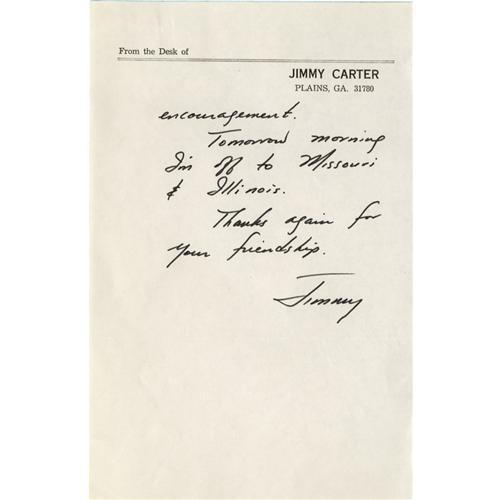 From the Desk of
JIMMY CARTER
PLAINS, GA. 31780
encouragement.
Tomorrow morning
I'm off to Missouri
& Illinois.
Thanks again for
your friendship.
Jimmy